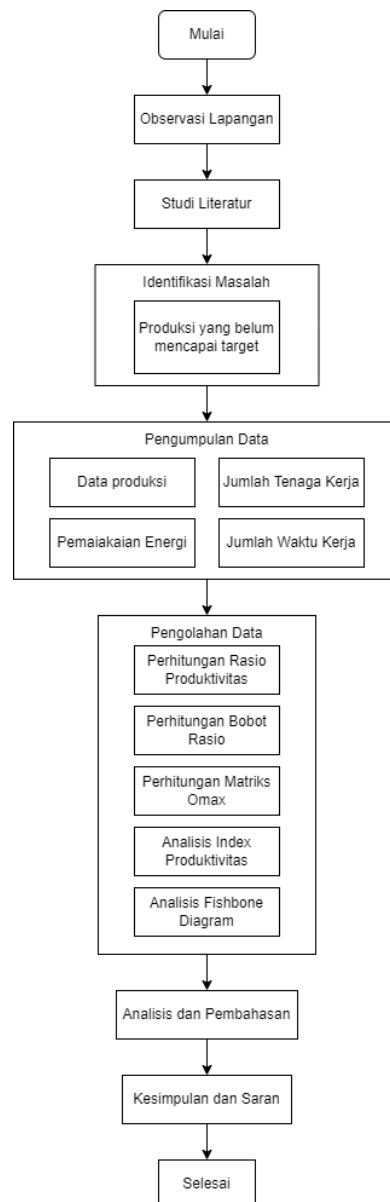 Mulai
Observasi Lapangan
Studi Literatur
Identifikasi Masalah
Produksi yang belum
mencapai target
Pengumpulan Data
Data produksi
Jumlah Tenaga Kerja
Pemaiakaian Energi
Jumlah Waktu Kerja
Pengolahan Data
Perhitungan Rasio
Produktivitas
Perhitungan Bobot
Rasio
Perhitungan Matriks
Omax
Analisis Index
Produktivitas
Analisis Fishbone
Diagram
Analisis dan Pembahasan
Kesimpulan dan Saran
Selesai